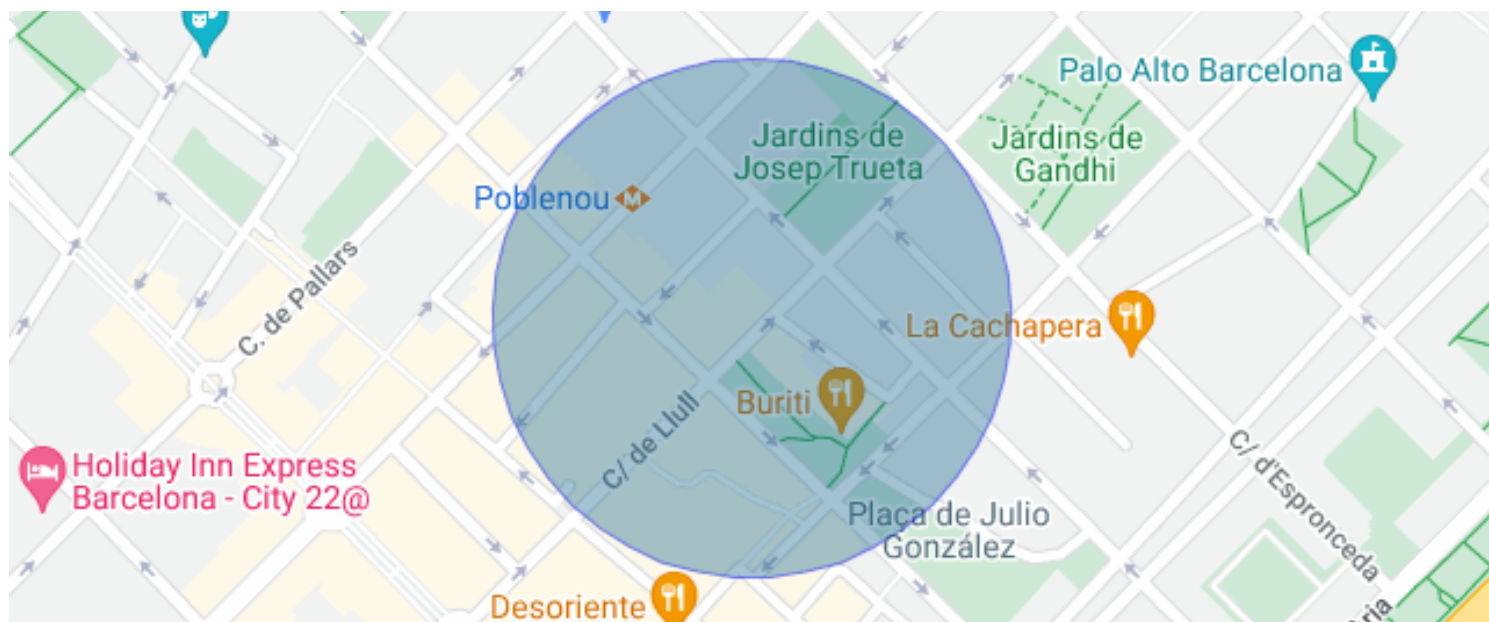 Palo Alto Barcelona
Jardins de
Josep Trueta
Jardins de
Gandhi
Poblenou
M
C. de Pallars
La Cachapera
Buriti
C/ de Llull
Holiday Inn Express
Barcelona - City 22@
C/ d'Espronceda
Plaça de Julio
González
Desoriente